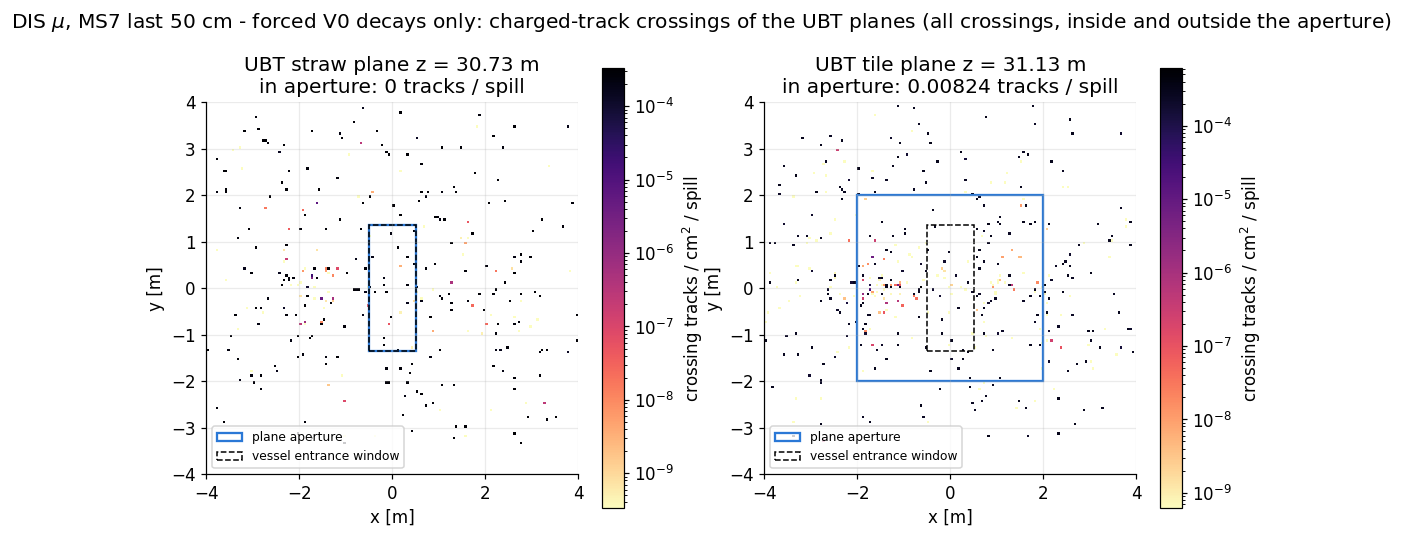 DIS μ, MS7 last 50 cm - forced V0 decays only: charged-track crossings of the UBT planes (all crossings, inside and outside the aperture)
UBT straw plane z = 30.73 m
in aperture: 0 tracks / spill
4
3
2
1
0
−1
−2
−3
−4
y [m]
−4
−2
0
2
4
x [m]
plane aperture
vessel entrance window
10⁻⁴
10⁻⁵
10⁻⁶
10⁻⁷
10⁻⁸
10⁻⁹
crossing tracks / cm² / spill
UBT tile plane z = 31.13 m
in aperture: 0.00824 tracks / spill
4
3
2
1
0
−1
−2
−3
−4
y [m]
−4
−2
0
2
4
x [m]
plane aperture
vessel entrance window
10⁻⁴
10⁻⁵
10⁻⁶
10⁻⁷
10⁻⁸
10⁻⁹
crossing tracks / cm² / spill